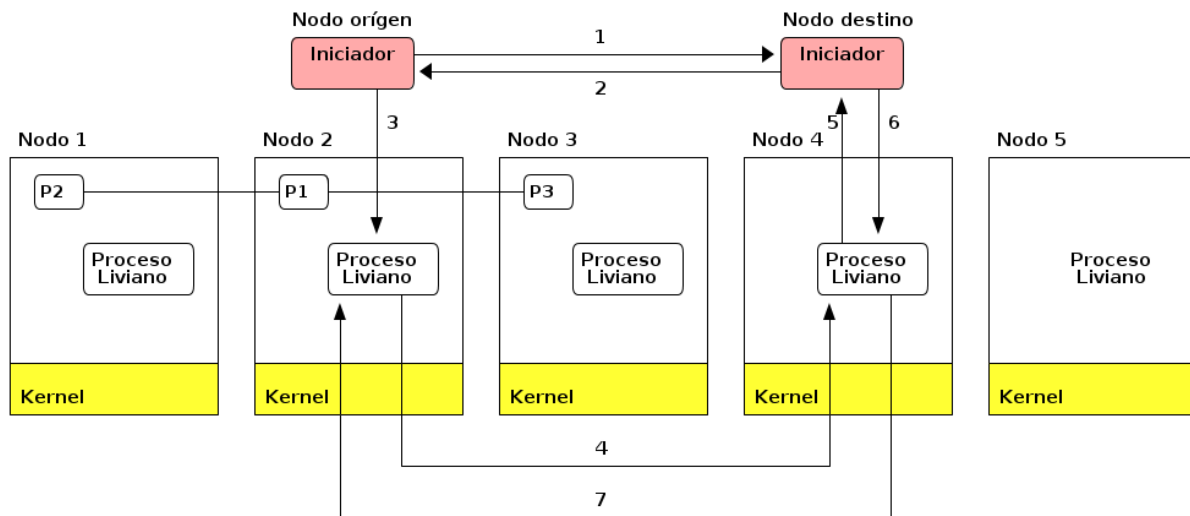 Nodo orígen
Nodo destino
Iniciador
1
Iniciador
2
3
5
6
Nodo 1
Nodo 2
Nodo 3
Nodo 4
Nodo 5
P2
P1
P3
Proceso
Liviano
Proceso
Liviano
Proceso
Liviano
Proceso
Liviano
Proceso
Liviano
Kernel
Kernel
Kernel
Kernel
Kernel
4
7